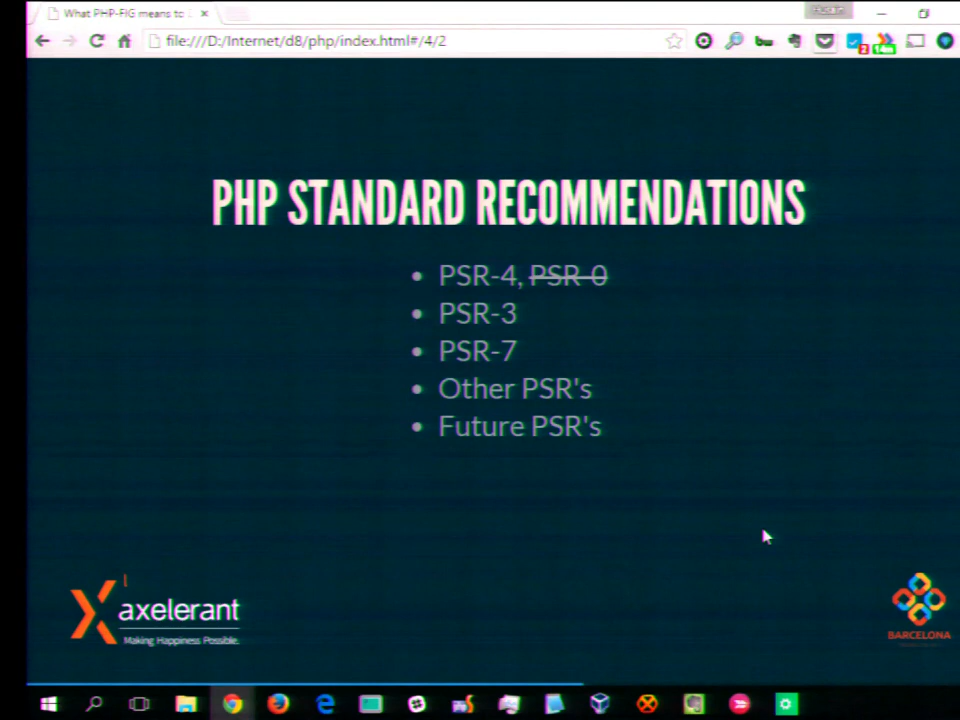 What PHP-FIG means to
file:///D:/Internet/d8/php/index.html#/4/2
PHP STANDARD RECOMMENDATIONS
• PSR-4, PSR-0
• PSR-3
• PSR-7
• Other PSR's
• Future PSR's
axelerant
Making Happiness Possible.
BARCELONA